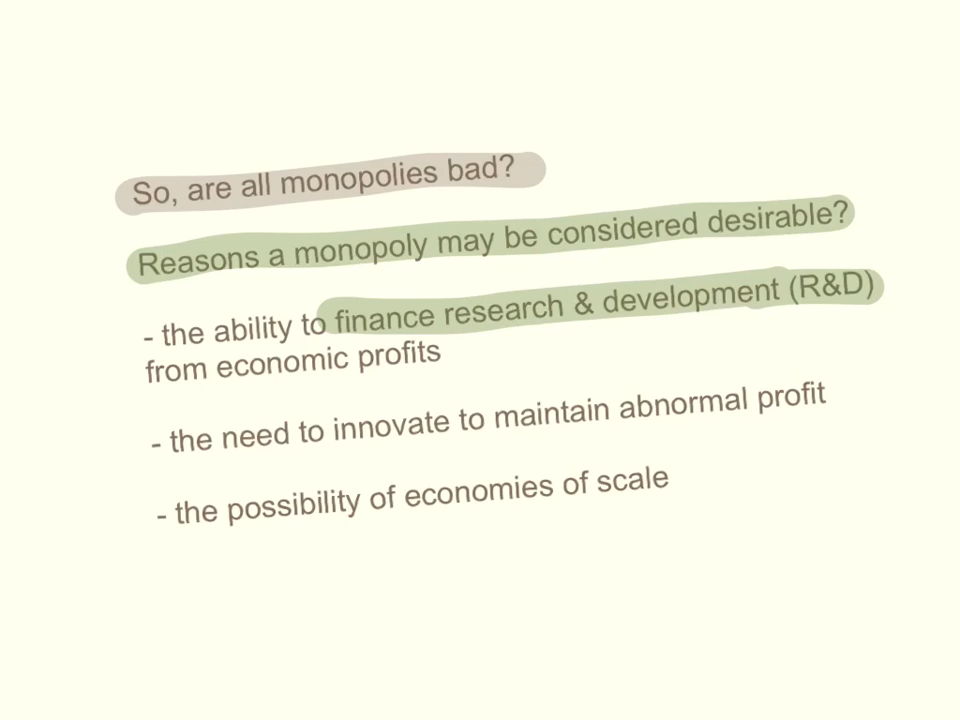 So, are all monopolies bad?
Reasons a monopoly may be considered desirable?
- the ability to finance research & development (R&D)
from economic profits
- the need to innovate to maintain abnormal profit
- the possibility of economies of scale